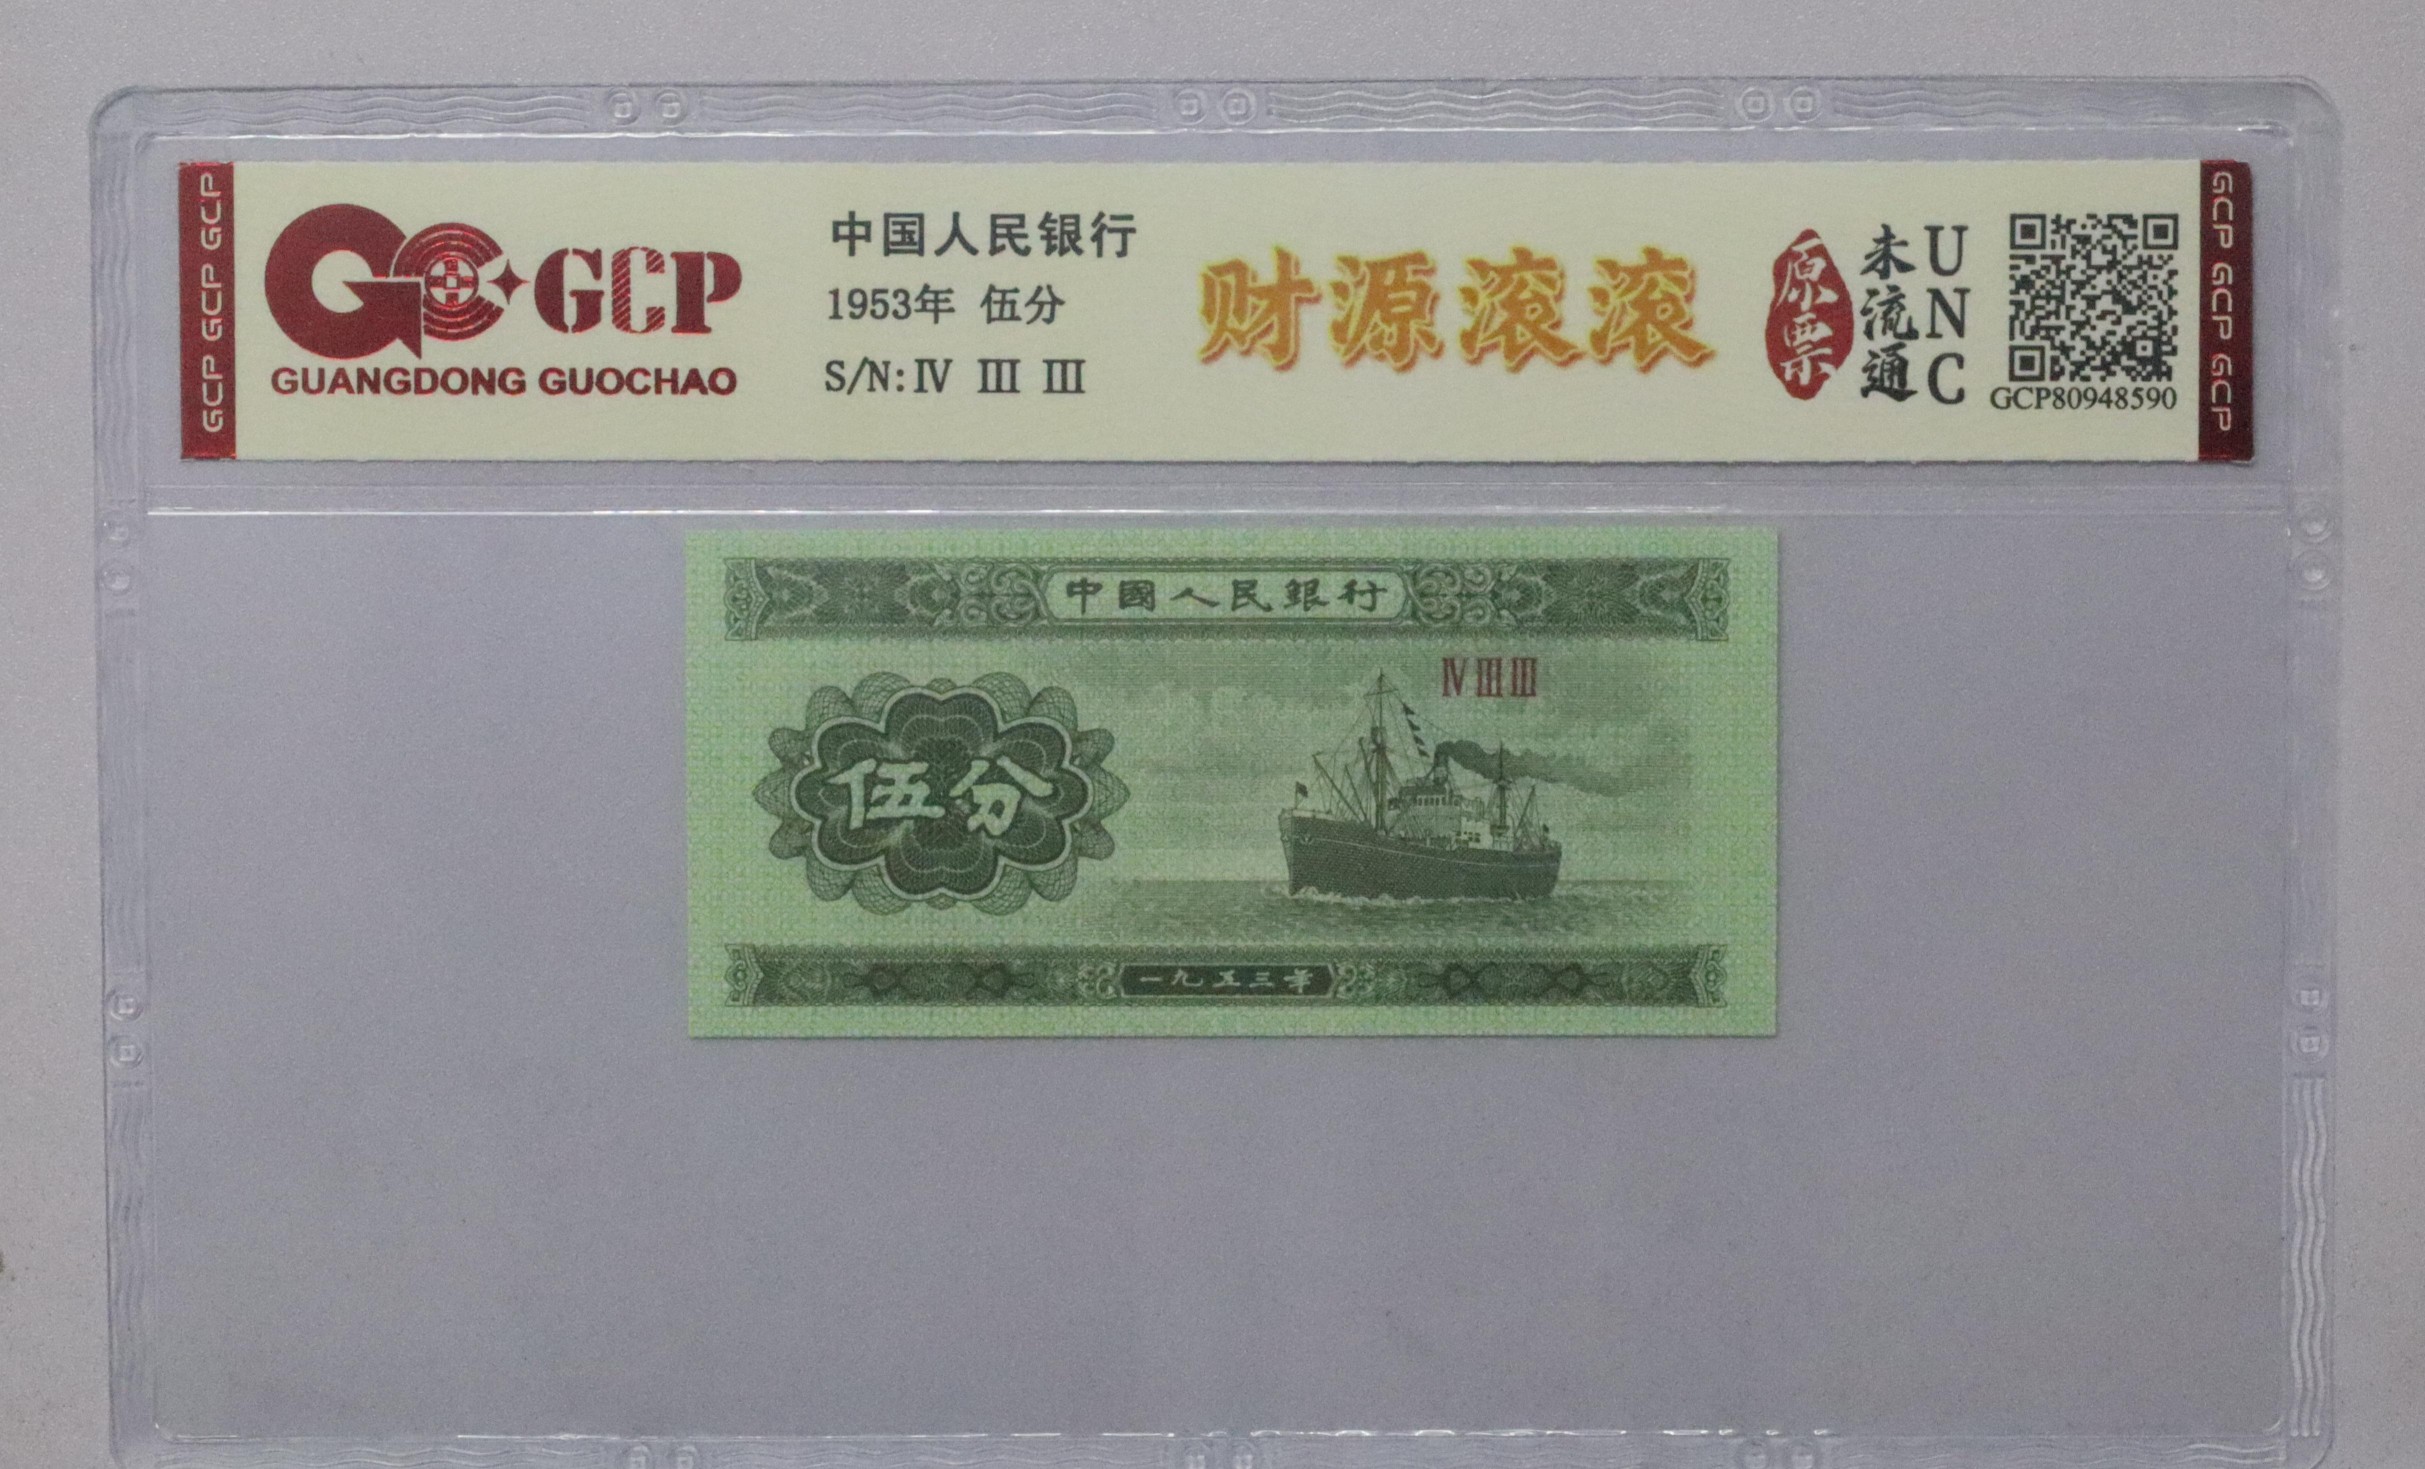 GCP GCP GCP
GCP
GUANGDONG GUOCHAO
中国人民银行
1953年 伍分
S/N: Ⅳ Ⅲ Ⅲ
财源滚滚
原票
未流通
UNC
GCP80948590
GCP GCP GCP
中國人民銀行
ⅣⅢⅢ
伍分
一九五三年